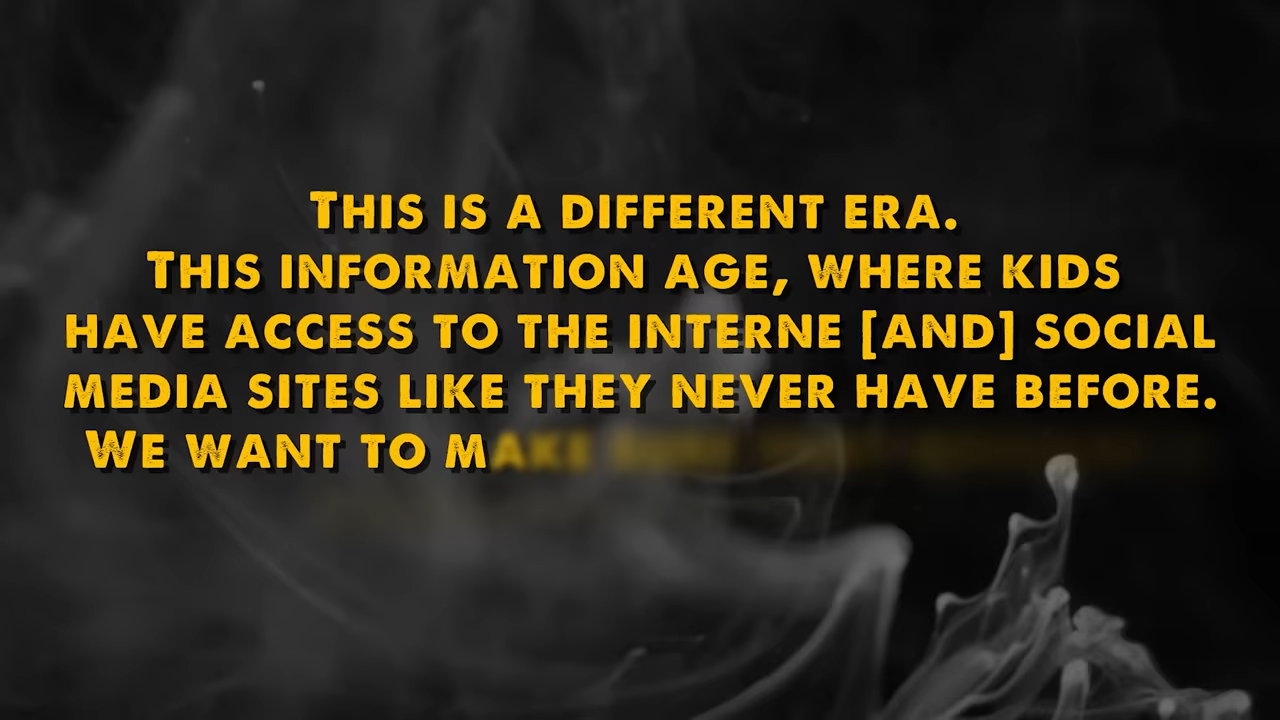 This is a different era.
This information age, where kids
have access to the interne [and] social
media sites like they never have before.
We want to make